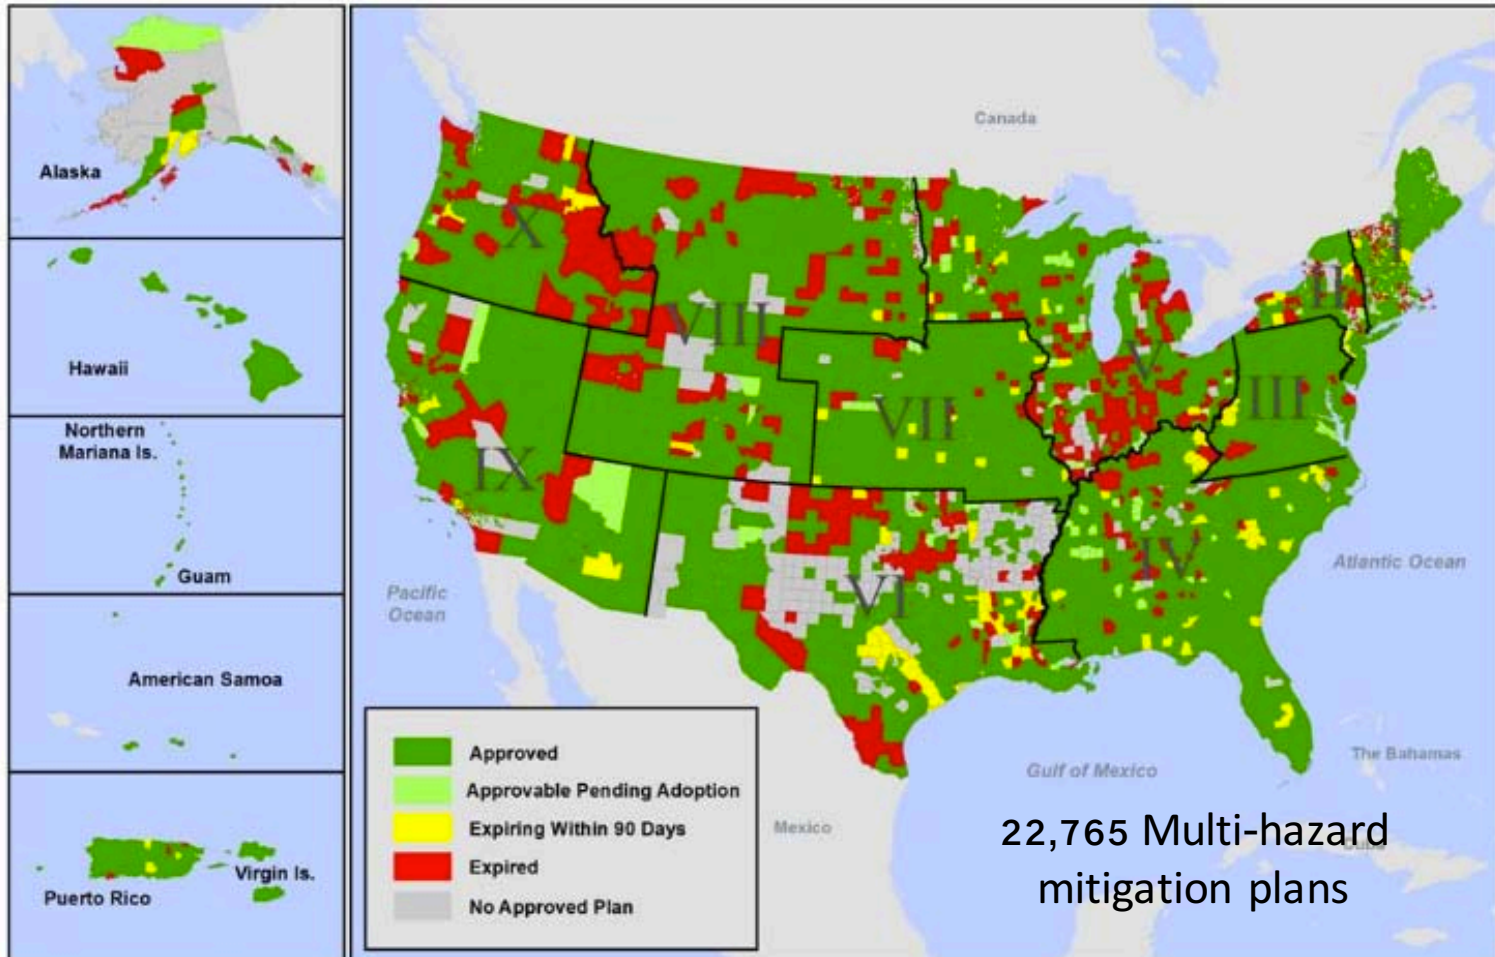 Alaska
Hawaii
Northern
Mariana Is.
Guam
American Samoa
Puerto Rico
Virgin Is.
Canada
X
VIII
IX
VII
VI
V
IV
III
II
I
Pacific
Ocean
Atlantic Ocean
Gulf of Mexico
The Bahamas
Mexico
Cuba
Approved
Approvable Pending Adoption
Expiring Within 90 Days
Expired
No Approved Plan
22,765 Multi-hazard
mitigation plans